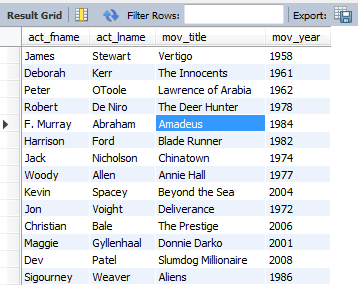 Result Grid Filter Rows: Export:
act_fname act_lname mov_title mov_year
James Stewart Vertigo 1958
Deborah Kerr The Innocents 1961
Peter OToole Lawrence of Arabia 1962
Robert De Niro The Deer Hunter 1978
F. Murray Abraham Amadeus 1984
Harrison Ford Blade Runner 1982
Jack Nicholson Chinatown 1974
Woody Allen Annie Hall 1977
Kevin Spacey Beyond the Sea 2004
Jon Voight Deliverance 1972
Christian Bale The Prestige 2006
Maggie Gyllenhaal Donnie Darko 2001
Dev Patel Slumdog Millionaire 2008
Sigourney Weaver Aliens 1986